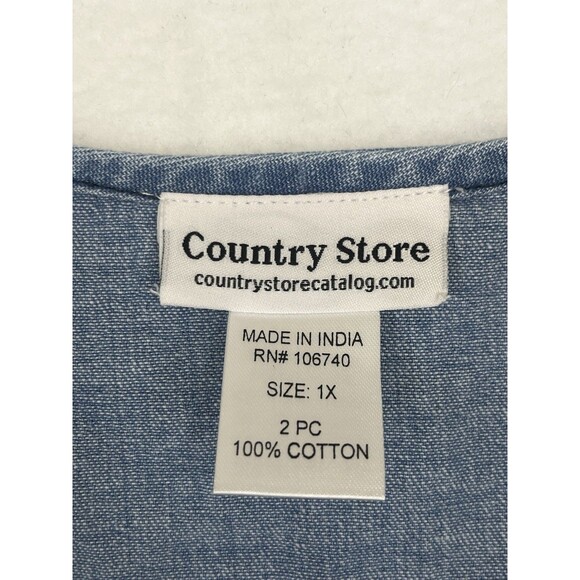 Country Store
countrystorecatalog.com
MADE IN INDIA
RN# 106740
SIZE: 1X
2 PC
100% COTTON